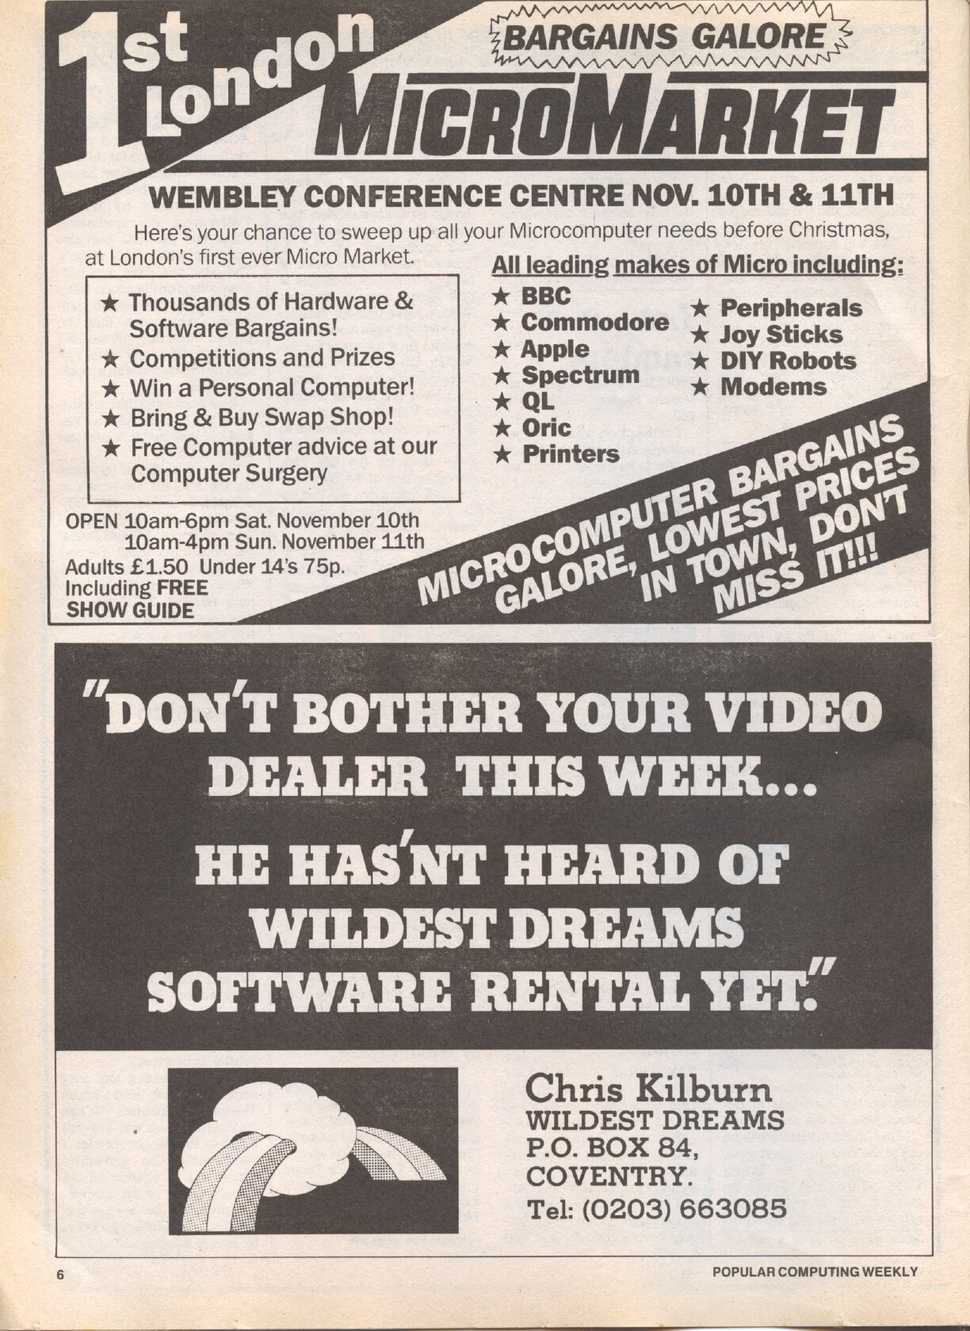 1st
London
BARGAINS GALORE
MICROMARKET
WEMBLEY CONFERENCE CENTRE NOV. 10TH & 11TH
Here's your chance to sweep up all your Microcomputer needs before Christmas,
at London's first ever Micro Market.
★ Thousands of Hardware &
Software Bargains!
★ Competitions and Prizes
★ Win a Personal Computer!
★ Bring & Buy Swap Shop!
★ Free Computer advice at our
Computer Surgery
All leading makes of Micro including:
★ BBC
★ Commodore
★ Apple
★ Spectrum
★ QL
★ Oric
★ Printers
★ Peripherals
★ Joy Sticks
★ DIY Robots
★ Modems
OPEN 10am-6pm Sat. November 10th
10am-4pm Sun. November 11th
Adults £1.50 Under 14's 75p.
Including FREE
SHOW GUIDE
MICROCOMPUTER BARGAINS
GALORE, LOWEST PRICES
IN TOWN, DON'T
MISS IT!!!
"DON'T BOTHER YOUR VIDEO
DEALER THIS WEEK...
HE HAS'NT HEARD OF
WILDEST DREAMS
SOFTWARE RENTAL YET."
Chris Kilburn
WILDEST DREAMS
P.O. BOX 84,
COVENTRY.
Tel: (0203) 663085
6
POPULAR COMPUTING WEEKLY